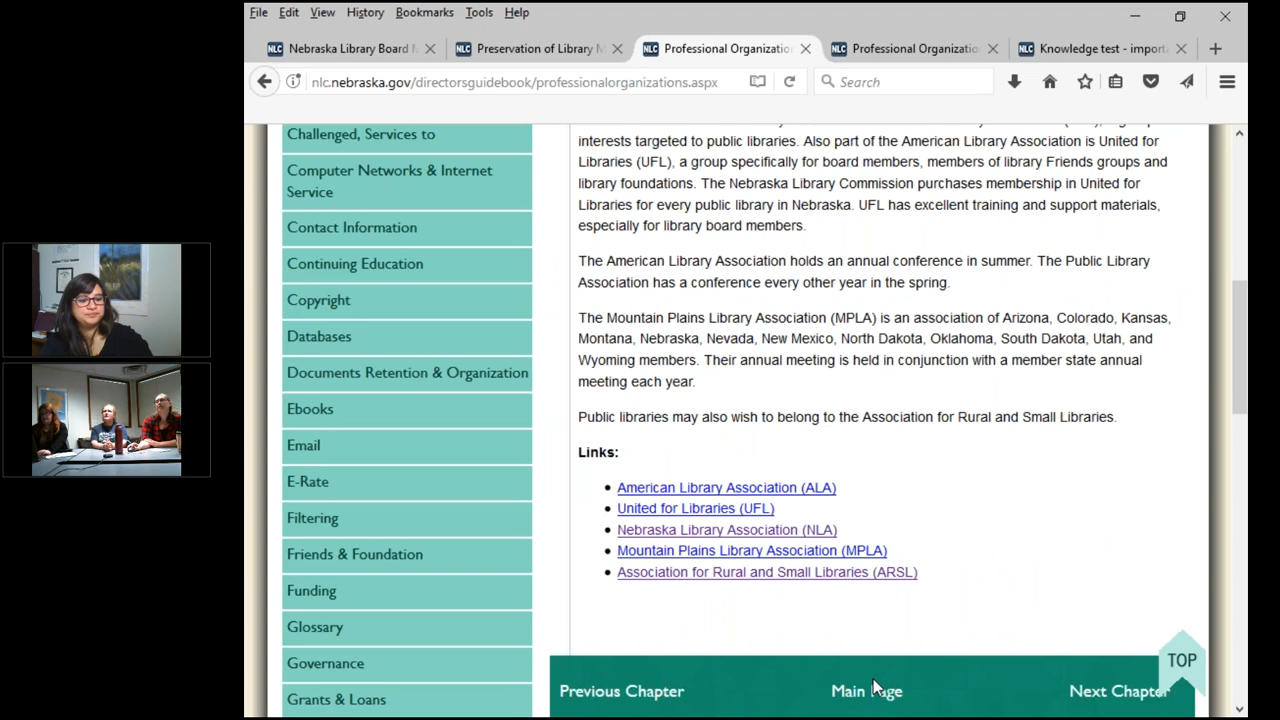 File Edit View History Bookmarks Tools Help
NLC Nebraska Library Board
NLC Preservation of Library M
NLC Professional Organizatio
NLC Professional Organizatio
NLC Knowledge test - import
nlc.nebraska.gov/directorsguidebook/professionalorganizations.aspx
Search
Challenged, Services to
Computer Networks & Internet
Service
Contact Information
Continuing Education
Copyright
Databases
Documents Retention & Organization
Ebooks
Email
E-Rate
Filtering
Friends & Foundation
Funding
Glossary
Governance
Grants & Loans
interests targeted to public libraries. Also part of the American Library Association is United for
Libraries (UFL), a group specifically for board members, members of library Friends groups and
library foundations. The Nebraska Library Commission purchases membership in United for
Libraries for every public library in Nebraska. UFL has excellent training and support materials,
especially for library board members.
The American Library Association holds an annual conference in summer. The Public Library
Association has a conference every other year in the spring.
The Mountain Plains Library Association (MPLA) is an association of Arizona, Colorado, Kansas,
Montana, Nebraska, Nevada, New Mexico, North Dakota, Oklahoma, South Dakota, Utah, and
Wyoming members. Their annual meeting is held in conjunction with a member state annual
meeting each year.
Public libraries may also wish to belong to the Association for Rural and Small Libraries.
Links:
• American Library Association (ALA)
• United for Libraries (UFL)
• Nebraska Library Association (NLA)
• Mountain Plains Library Association (MPLA)
• Association for Rural and Small Libraries (ARSL)
TOP
Previous Chapter Main Page Next Chapter